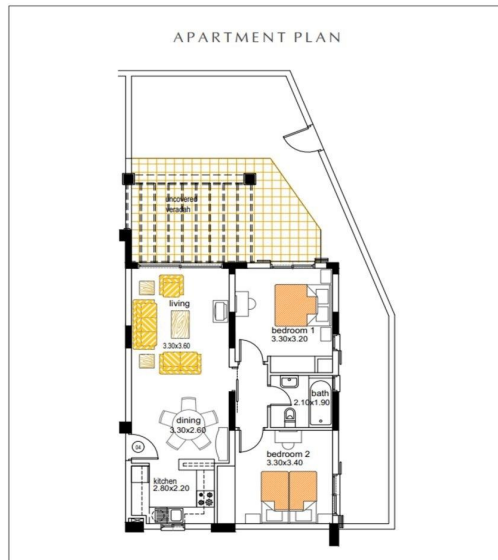 APARTMENT PLAN
uncovered
veradah
living
3.30x3.60
bedroom 1
3.30x3.20
bath
2.10x1.90
dining
3.30x2.60
04
bedroom 2
3.30x3.40
kitchen
2.80x2.20